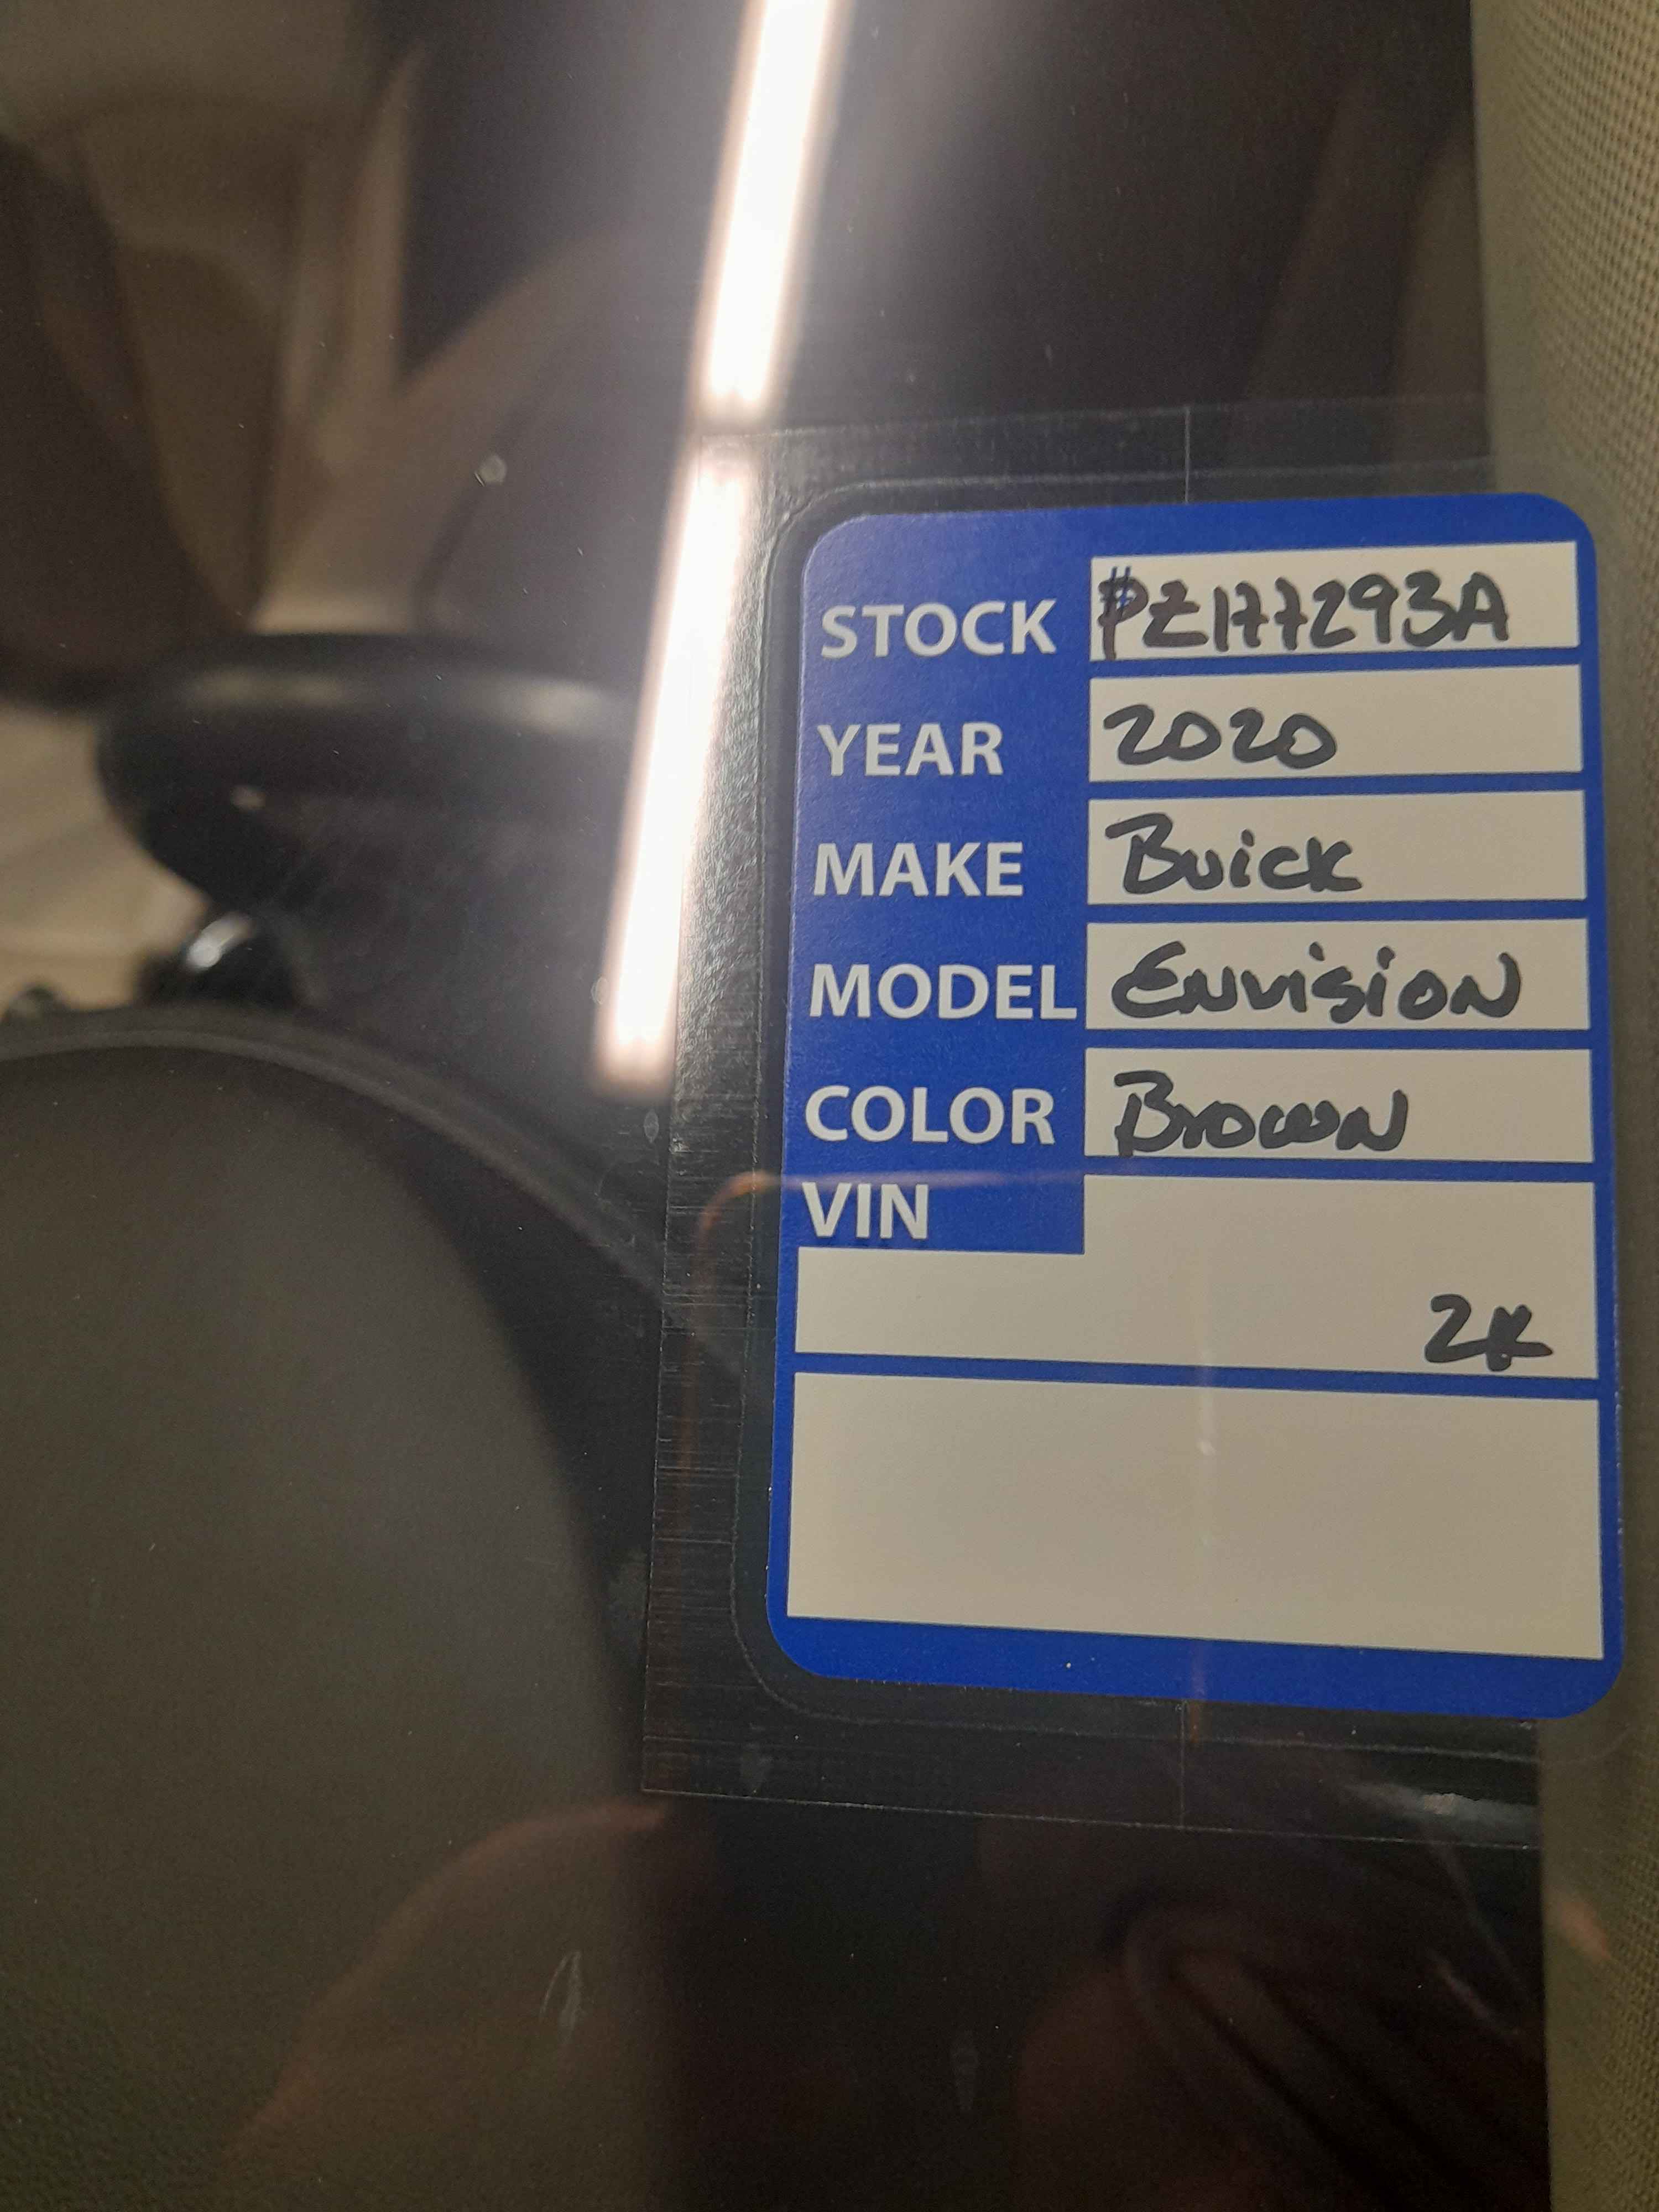 STOCK #PZ177293A
YEAR 2020
MAKE Buick
MODEL Envision
COLOR Brown
VIN
2K